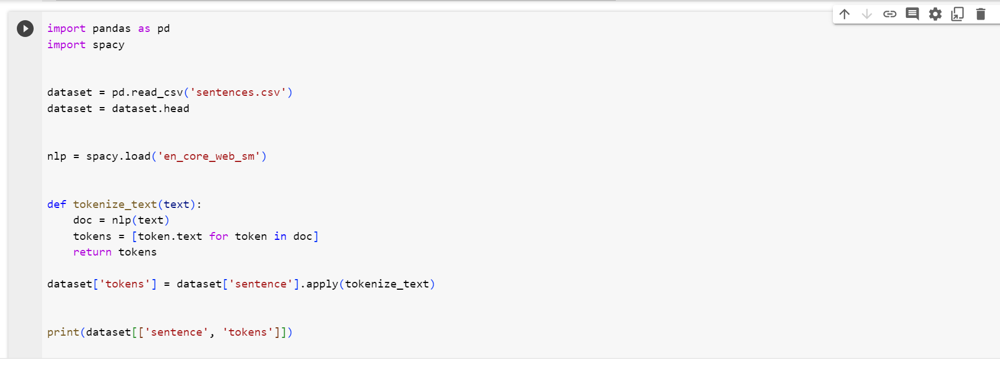 import pandas as pd
import spacy
dataset = pd.read_csv('sentences.csv')
dataset = dataset.head
nlp = spacy.load('en_core_web_sm')
def tokenize_text(text):
    doc = nlp(text)
    tokens = [token.text for token in doc]
    return tokens
dataset['tokens'] = dataset['sentence'].apply(tokenize_text)
print(dataset[['sentence', 'tokens']])